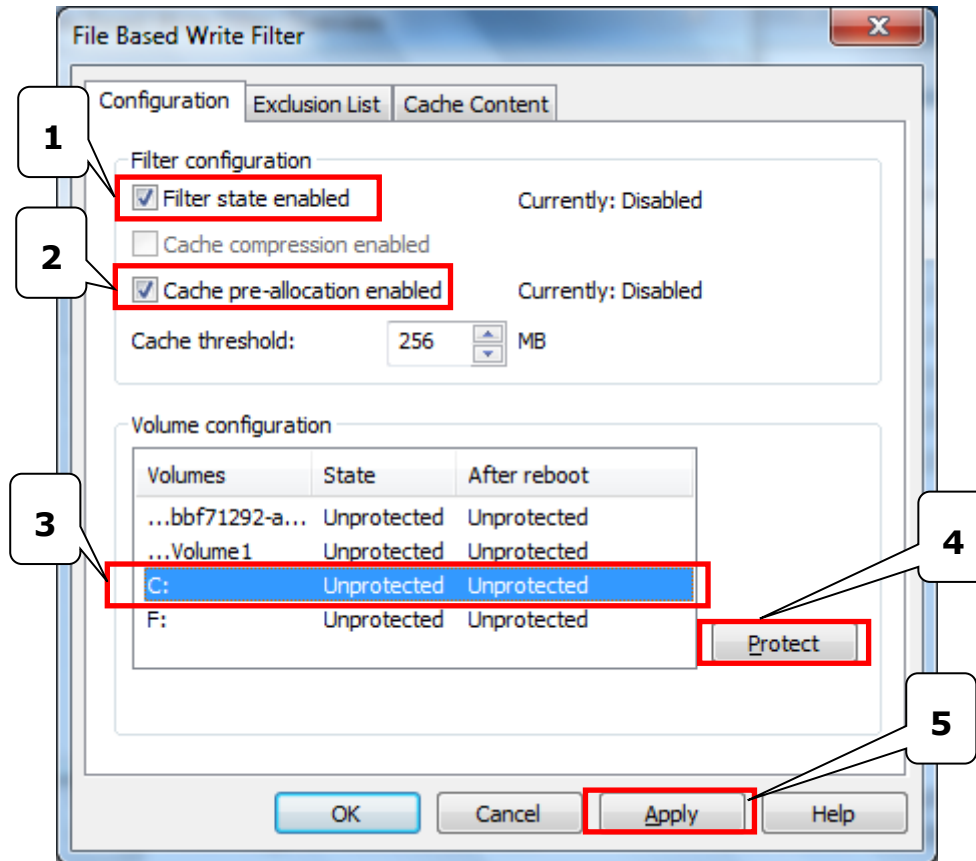 File Based Write Filter
Configuration Exclusion List Cache Content
1
Filter configuration
Filter state enabled Currently: Disabled
2
Cache compression enabled
Cache pre-allocation enabled Currently: Disabled
Cache threshold: 256 MB
Volume configuration
Volumes State After reboot
...bbf71292-a... Unprotected Unprotected
3
...Volume1 Unprotected Unprotected
4
C: Unprotected Unprotected
F: Unprotected Unprotected
Protect
5
OK Cancel Apply Help